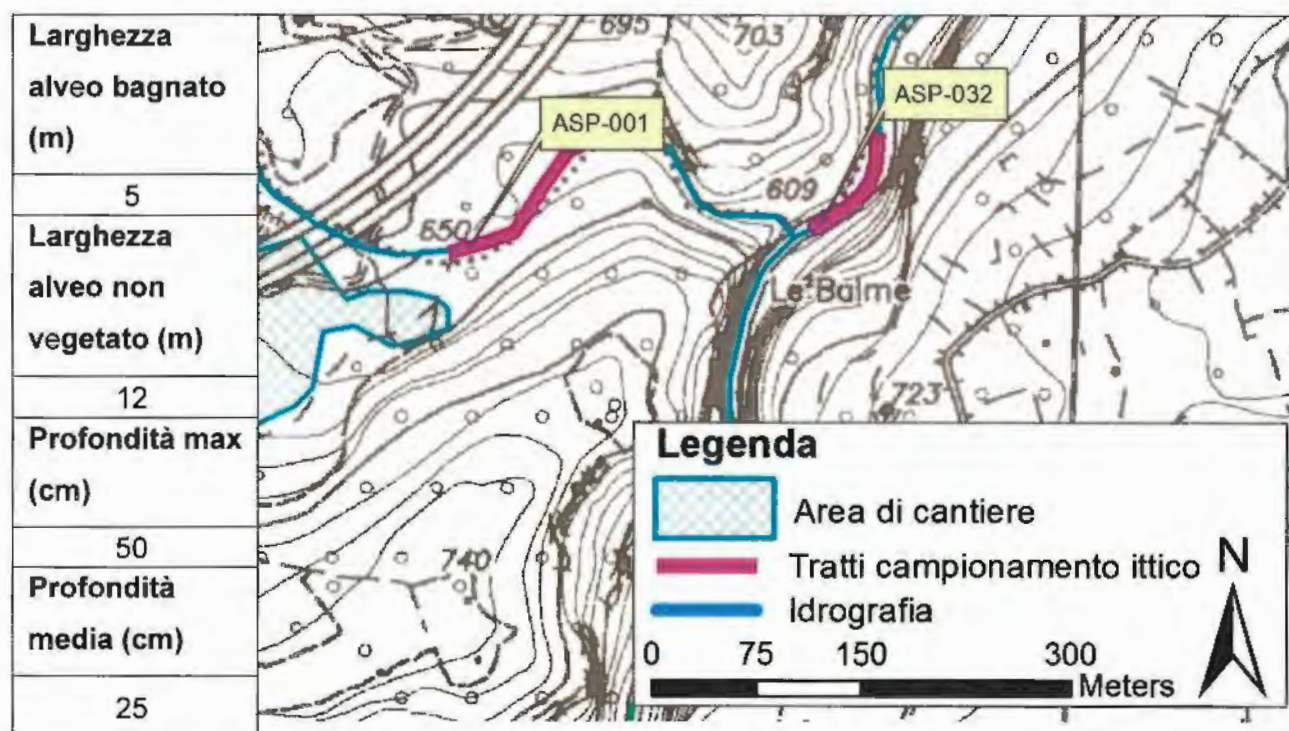 Larghezza
alveo bagnato
(m)
5
Larghezza
alveo non
vegetato (m)
12
Profondità max
(cm)
50
Profondità
media (cm)
25
695
703
ASP-001
ASP-032
609
650
Le Balme
723
740
Legenda
Area di cantiere
Tratti campionamento ittico
Idrografia
N
0 75 150 300
Meters